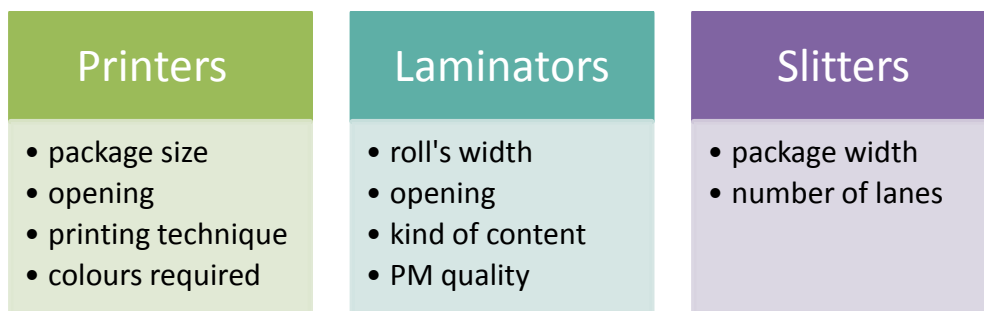 Printers
• package size
• opening
• printing technique
• colours required
Laminators
• roll's width
• opening
• kind of content
• PM quality
Slitters
• package width
• number of lanes